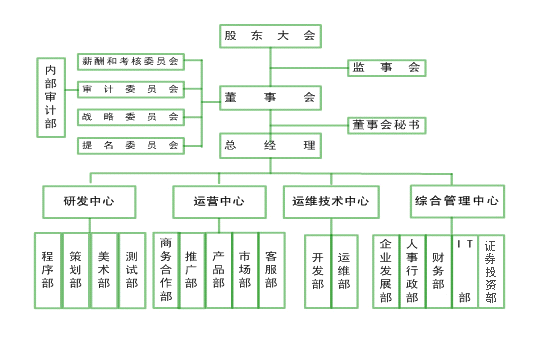 股东大会
薪酬和考核委员会
监事会
内部审计部
审计委员会
董事会
战略委员会
董事会秘书
提名委员会
总经理
研发中心
运营中心
运维技术中心
综合管理中心
程序部
策划部
美术部
测试部
商务合作部
推广部
产品部
市场部
客服部
开发部
运维部
企业发展部
人事行政部
财务部
IT部
证券投资部